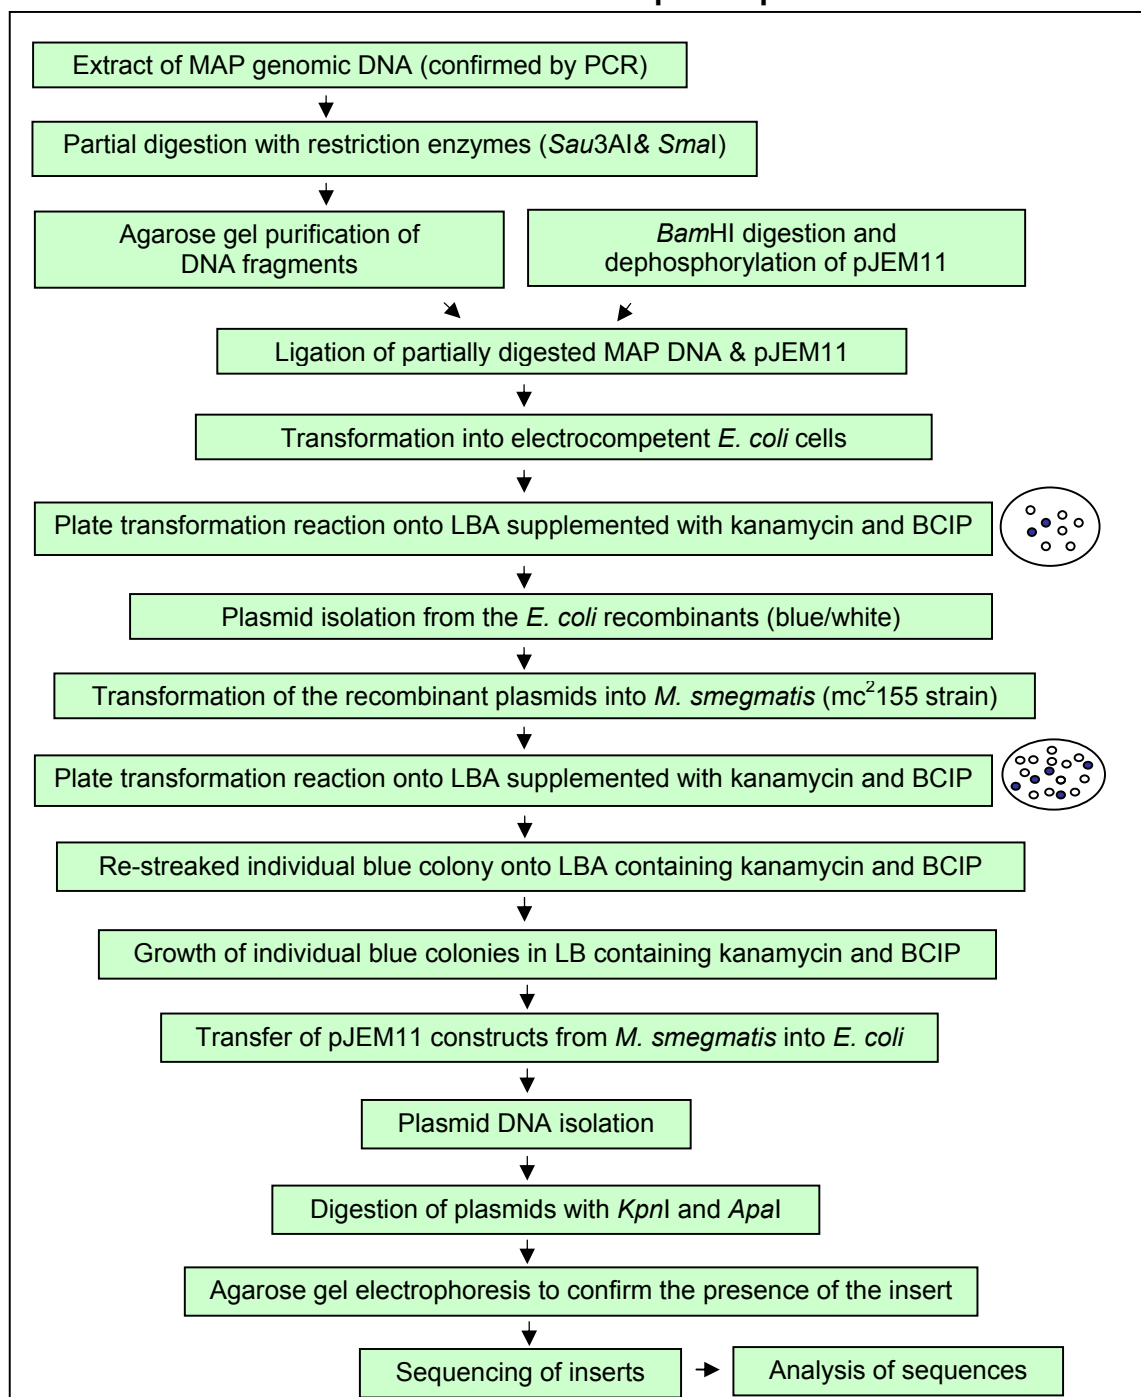 Extract of MAP genomic DNA (confirmed by PCR)
Partial digestion with restriction enzymes (Sau3AI& SmaI)
Agarose gel purification of
DNA fragments
BamHI digestion and
dephosphorylation of pJEM11
Ligation of partially digested MAP DNA & pJEM11
Transformation into electrocompetent E. coli cells
Plate transformation reaction onto LBA supplemented with kanamycin and BCIP
Plasmid isolation from the E. coli recombinants (blue/white)
Transformation of the recombinant plasmids into M. smegmatis (mc²155 strain)
Plate transformation reaction onto LBA supplemented with kanamycin and BCIP
Re-streaked individual blue colony onto LBA containing kanamycin and BCIP
Growth of individual blue colonies in LB containing kanamycin and BCIP
Transfer of pJEM11 constructs from M. smegmatis into E. coli
Plasmid DNA isolation
Digestion of plasmids with KpnI and ApaI
Agarose gel electrophoresis to confirm the presence of the insert
Sequencing of inserts
Analysis of sequences